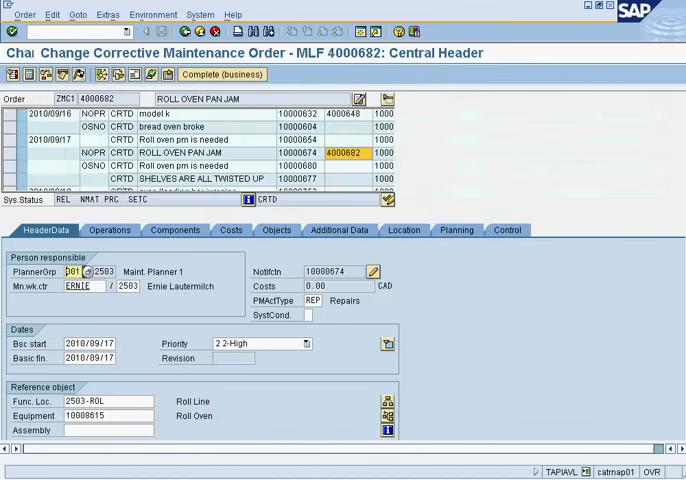 Order Edit Goto Extras Environment System Help
SAP
Chai Change Corrective Maintenance Order - MLF 4000682: Central Header
Complete (business)
Order ZMC1 4000682 ROLL OVEN PAN JAM
2010/09/16 NOPR CRTD model k 10000632 4000648 1000
OSNO CRTD bread oven broke 10000604 1000
2010/09/17 CRTD Roll oven pm is needed 10000654 1000
NOPR CRTD ROLL OVEN PAN JAM 10000674 4000682 1000
OSNO CRTD Roll oven pm is needed 10000680 1000
CRTD SHELVES ARE ALL TWISTED UP 10000677 1000
Sys.Status REL NMAT PRC SETC CRTD
HeaderData Operations Components Costs Objects Additional Data Location Planning Control
Person responsible
PlannerGrp 001 2503 Maint. Planner 1 Notifctn 10000674
Mn.wk.ctr ERNIE / 2503 Ernie Lautermilch Costs 0.00 CAD
PMActType REP Repairs
SystCond.
Dates
Bsc start 2010/09/17 Priority 2 2-High
Basic fin. 2010/09/17 Revision
Reference object
Func. Loc. 2503-ROL Roll Line
Equipment 10008615 Roll Oven
Assembly
TAPIAVL catrnap01 OVR